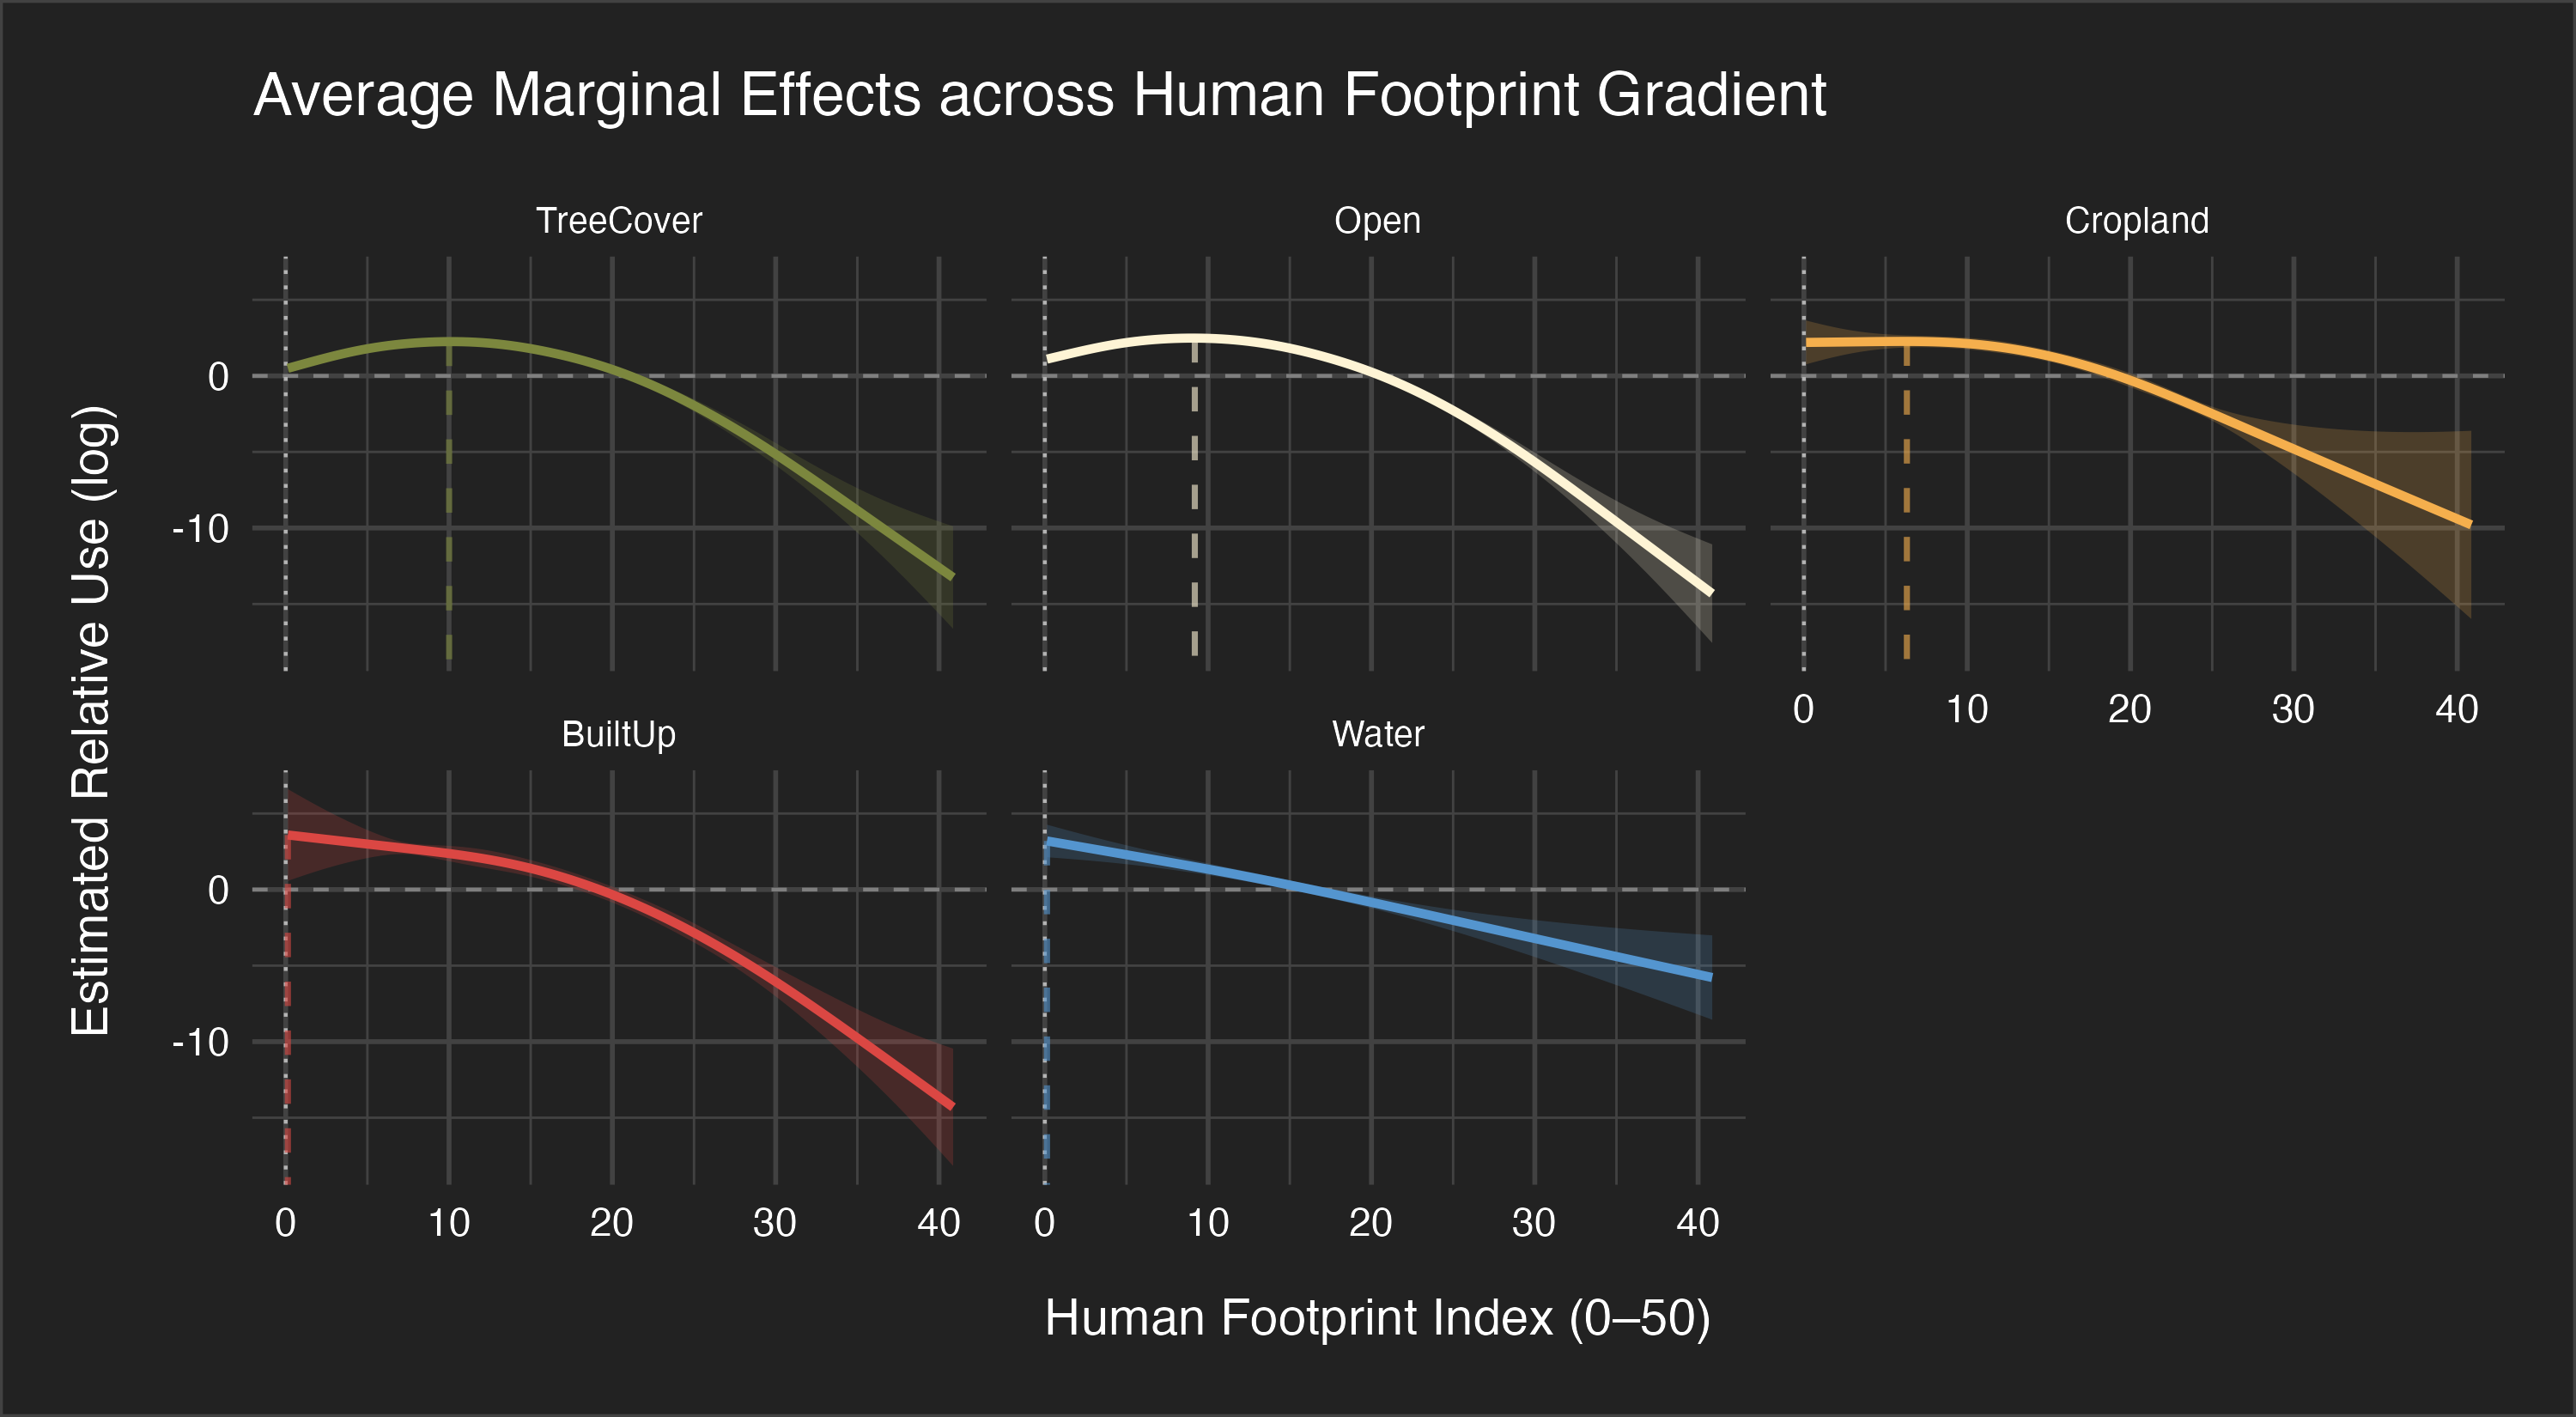 Average Marginal Effects across Human Footprint Gradient
TreeCover
Open
Cropland
0
-10
0
10
20
30
40
BuiltUp
Water
0
-10
0
10
20
30
40
0
10
20
30
40
Estimated Relative Use (log)
Human Footprint Index (0–50)